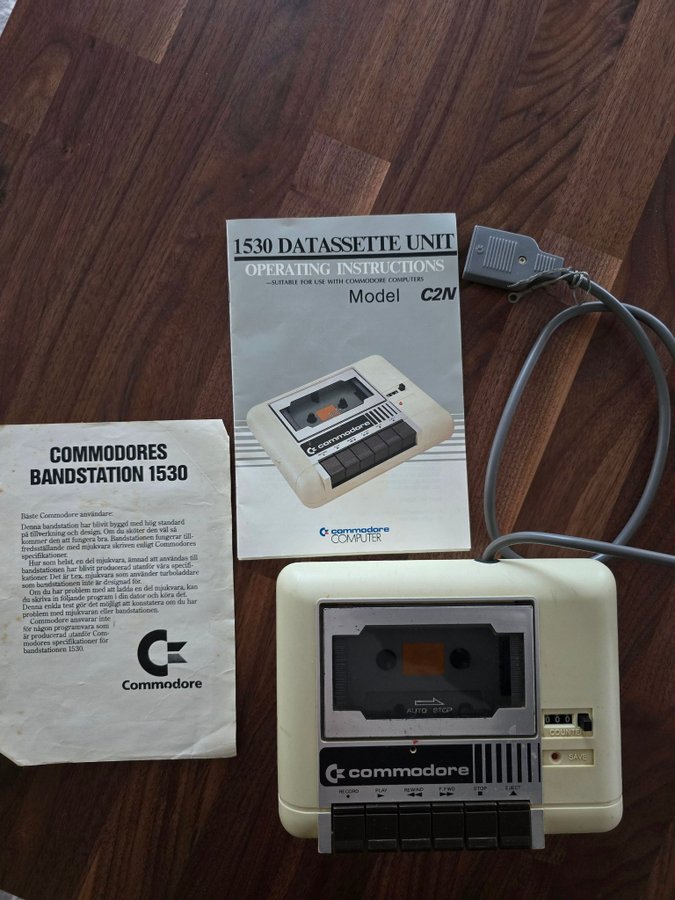 1530 DATASSETTE UNIT
OPERATING INSTRUCTIONS
—SUITABLE FOR USE WITH COMMODORE COMPUTERS
Model C2N
commodore
commodore
COMPUTER
COMMODORES
BANDSTATION 1530
Bäste Commodore användare:
Denna bandstation har blivit byggd med hög standard
på tillverkning och design. Om du sköter den väl så
kommer den att fungera bra. Bandstationen fungerar till-
fredsställande med mjukvara skriven enligt Commodores
specifikationer.
Hur som helst, en del mjukvara, ämnad att användas till
bandstationen har blivit producerad utanför våra specifi-
kationer. Det är t.ex. mjukvara som använder turboladdare
som bandstationen inte är designad för.
Om du har problem med att ladda en del mjukvara, kan
du skriva in följande program i din dator och köra det.
Denna enkla test gör det möjligt att konstatera om du har
problem med mjukvaran eller bandstationen.
Commodore ansvarar inte
för någon programvara som
är producerad utanför Com-
modores specifikationer för
bandstationen 1530.
Commodore
AUTO STOP
000
COUNTER
SAVE
commodore
RECORD PLAY REWIND F.FWD STOP EJECT